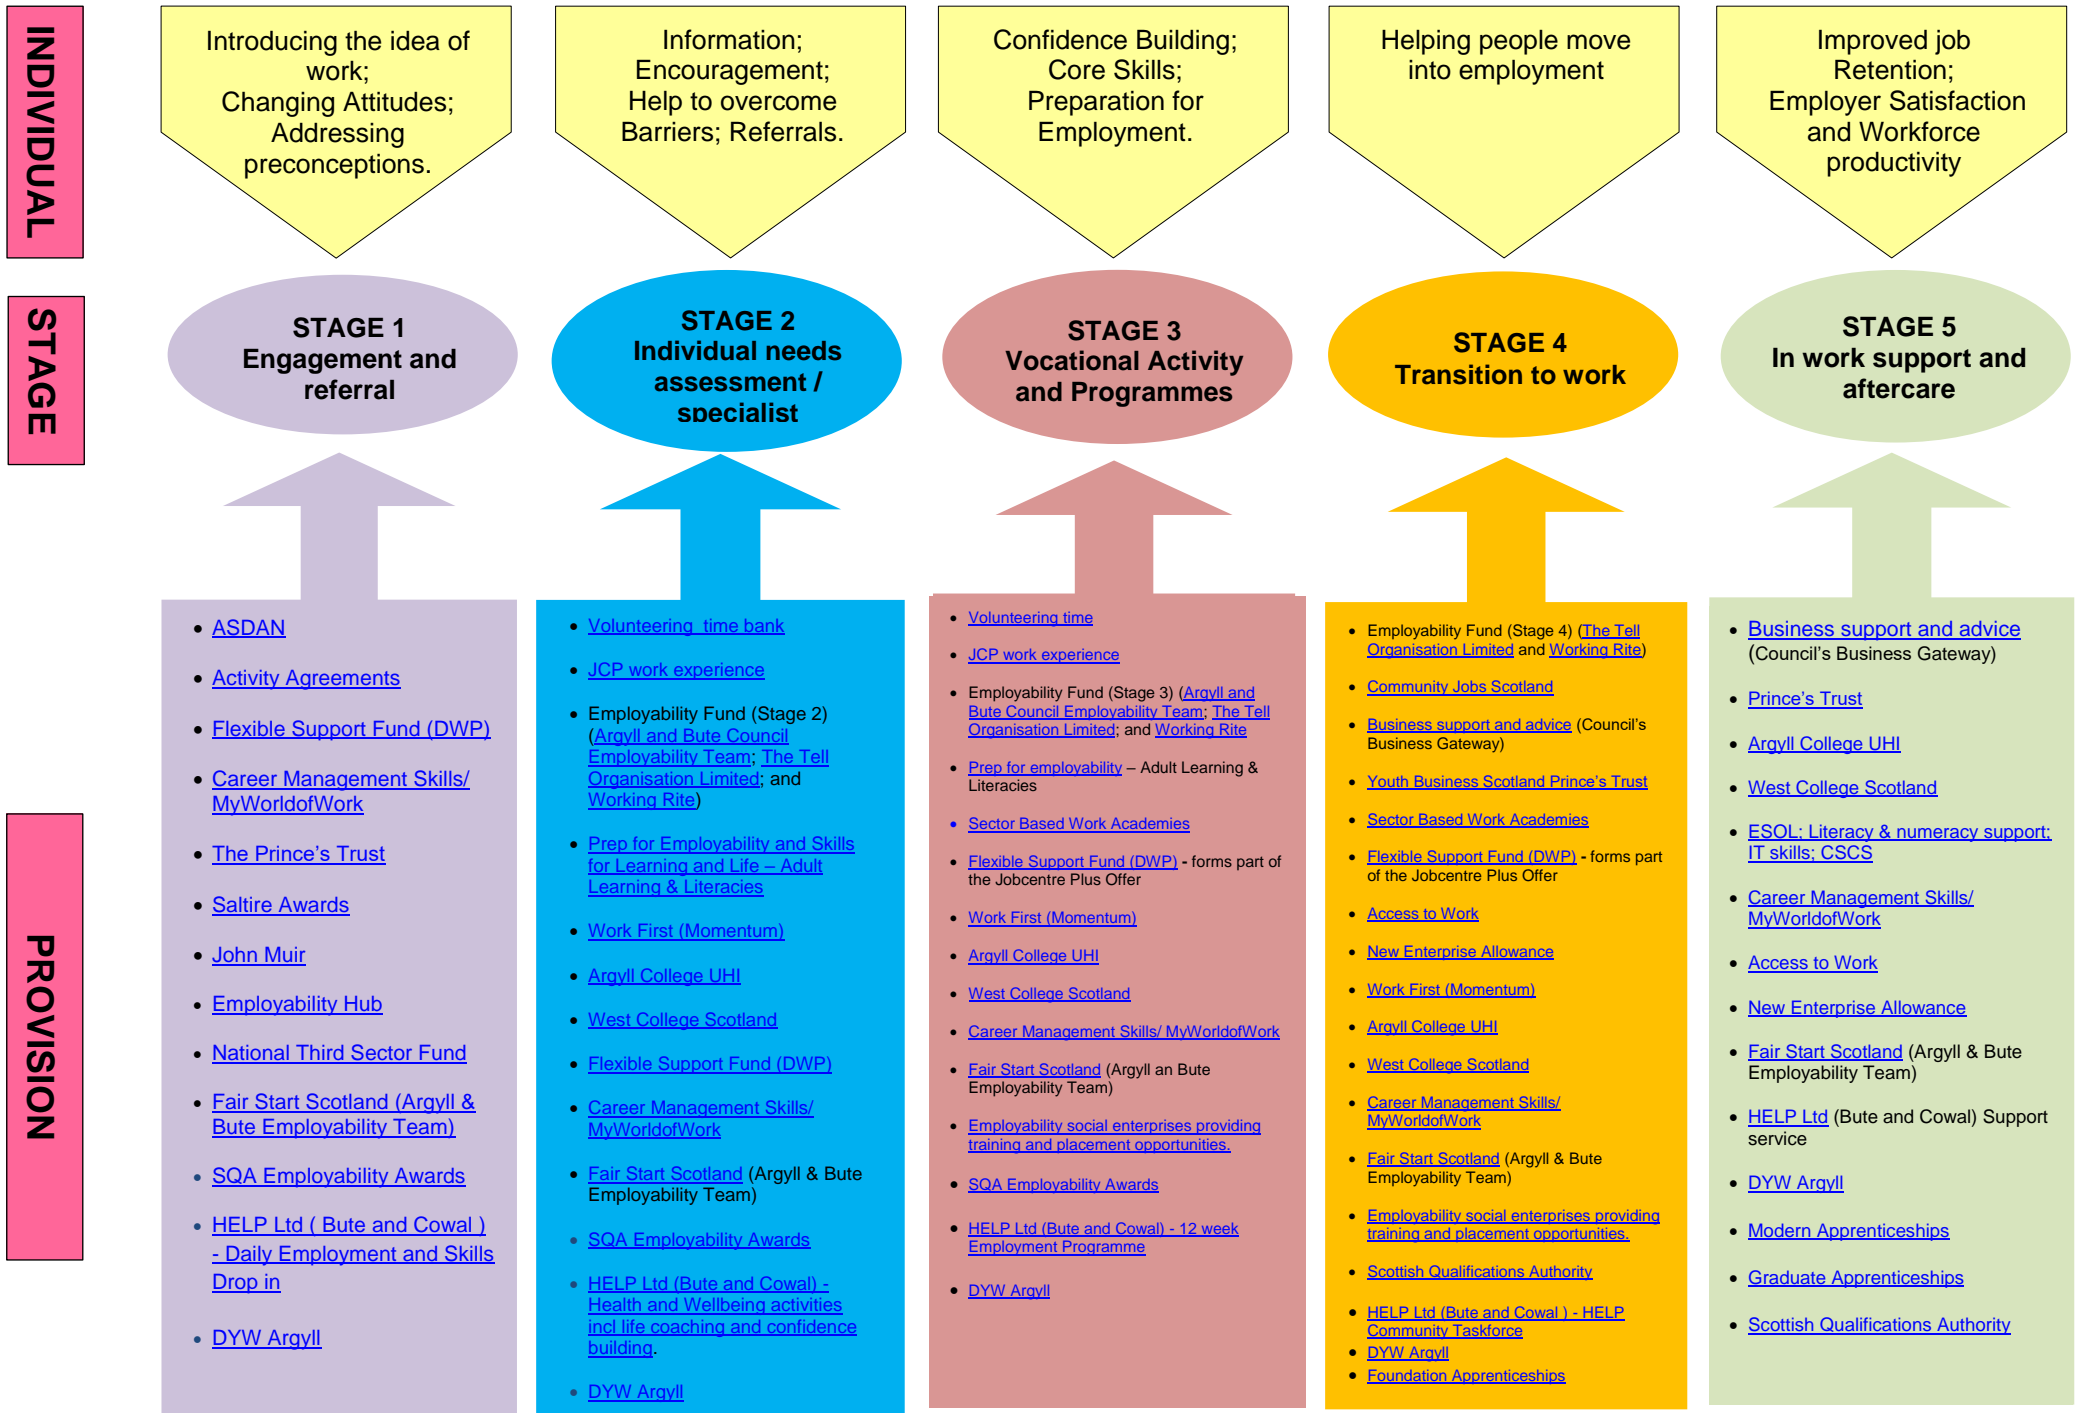 INDIVIDUAL
Introducing the idea of
work;
Changing Attitudes;
Addressing
preconceptions.
Information;
Encouragement;
Help to overcome
Barriers; Referrals.
Confidence Building;
Core Skills;
Preparation for
Employment.
Helping people move
into employment
Improved job
Retention;
Employer Satisfaction
and Workforce
productivity
STAGE
STAGE 1
Engagement and
referral
STAGE 2
Individual needs
assessment /
specialist
STAGE 3
Vocational Activity
and Programmes
STAGE 4
Transition to work
STAGE 5
In work support and
aftercare
PROVISION
• ASDAN
• Activity Agreements
• Flexible Support Fund (DWP)
• Career Management Skills/
MyWorldofWork
• The Prince’s Trust
• Saltire Awards
• John Muir
• Employability Hub
• National Third Sector Fund
• Fair Start Scotland (Argyll &
Bute Employability Team)
• SQA Employability Awards
• HELP Ltd ( Bute and Cowal )
- Daily Employment and Skills
Drop in
• DYW Argyll
• Volunteering  time bank
• JCP work experience
• Employability Fund (Stage 2)
(Argyll and Bute Council
Employability Team; The Tell
Organisation Limited; and
Working Rite)
• Prep for Employability and Skills
for Learning and Life – Adult
Learning & Literacies
• Work First (Momentum)
• Argyll College UHI
• West College Scotland
• Flexible Support Fund (DWP)
• Career Management Skills/
MyWorldofWork
• Fair Start Scotland (Argyll & Bute
Employability Team)
• SQA Employability Awards
• HELP Ltd (Bute and Cowal) -
Health and Wellbeing activities
incl life coaching and confidence
building.
• DYW Argyll
• Volunteering time
• JCP work experience
• Employability Fund (Stage 3) (Argyll and
Bute Council Employability Team; The Tell
Organisation Limited; and Working Rite
• Prep for employability – Adult Learning &
Literacies
• Sector Based Work Academies
• Flexible Support Fund (DWP) - forms part of
the Jobcentre Plus Offer
• Work First (Momentum)
• Argyll College UHI
• West College Scotland
• Career Management Skills/ MyWorldofWork
• Fair Start Scotland (Argyll an Bute
Employability Team)
• Employability social enterprises providing
training and placement opportunities.
• SQA Employability Awards
• HELP Ltd (Bute and Cowal) - 12 week
Employment Programme
• DYW Argyll
• Employability Fund (Stage 4) (The Tell
Organisation Limited and Working Rite)
• Community Jobs Scotland
• Business support and advice (Council’s
Business Gateway)
• Youth Business Scotland Prince’s Trust
• Sector Based Work Academies
• Flexible Support Fund (DWP) - forms part
of the Jobcentre Plus Offer
• Access to Work
• New Enterprise Allowance
• Work First (Momentum)
• Argyll College UHI
• West College Scotland
• Career Management Skills/
MyWorldofWork
• Fair Start Scotland (Argyll & Bute
Employability Team)
• Employability social enterprises providing
training and placement opportunities.
• Scottish Qualifications Authority
• HELP Ltd (Bute and Cowal ) - HELP
Community Taskforce
• DYW Argyll
• Foundation Apprenticeships
• Business support and advice
(Council’s Business Gateway)
• Prince’s Trust
• Argyll College UHI
• West College Scotland
• ESOL; Literacy & numeracy support;
IT skills; CSCS
• Career Management Skills/
MyWorldofWork
• Access to Work
• New Enterprise Allowance
• Fair Start Scotland (Argyll & Bute
Employability Team)
• HELP Ltd (Bute and Cowal) Support
service
• DYW Argyll
• Modern Apprenticeships
• Graduate Apprenticeships
• Scottish Qualifications Authority